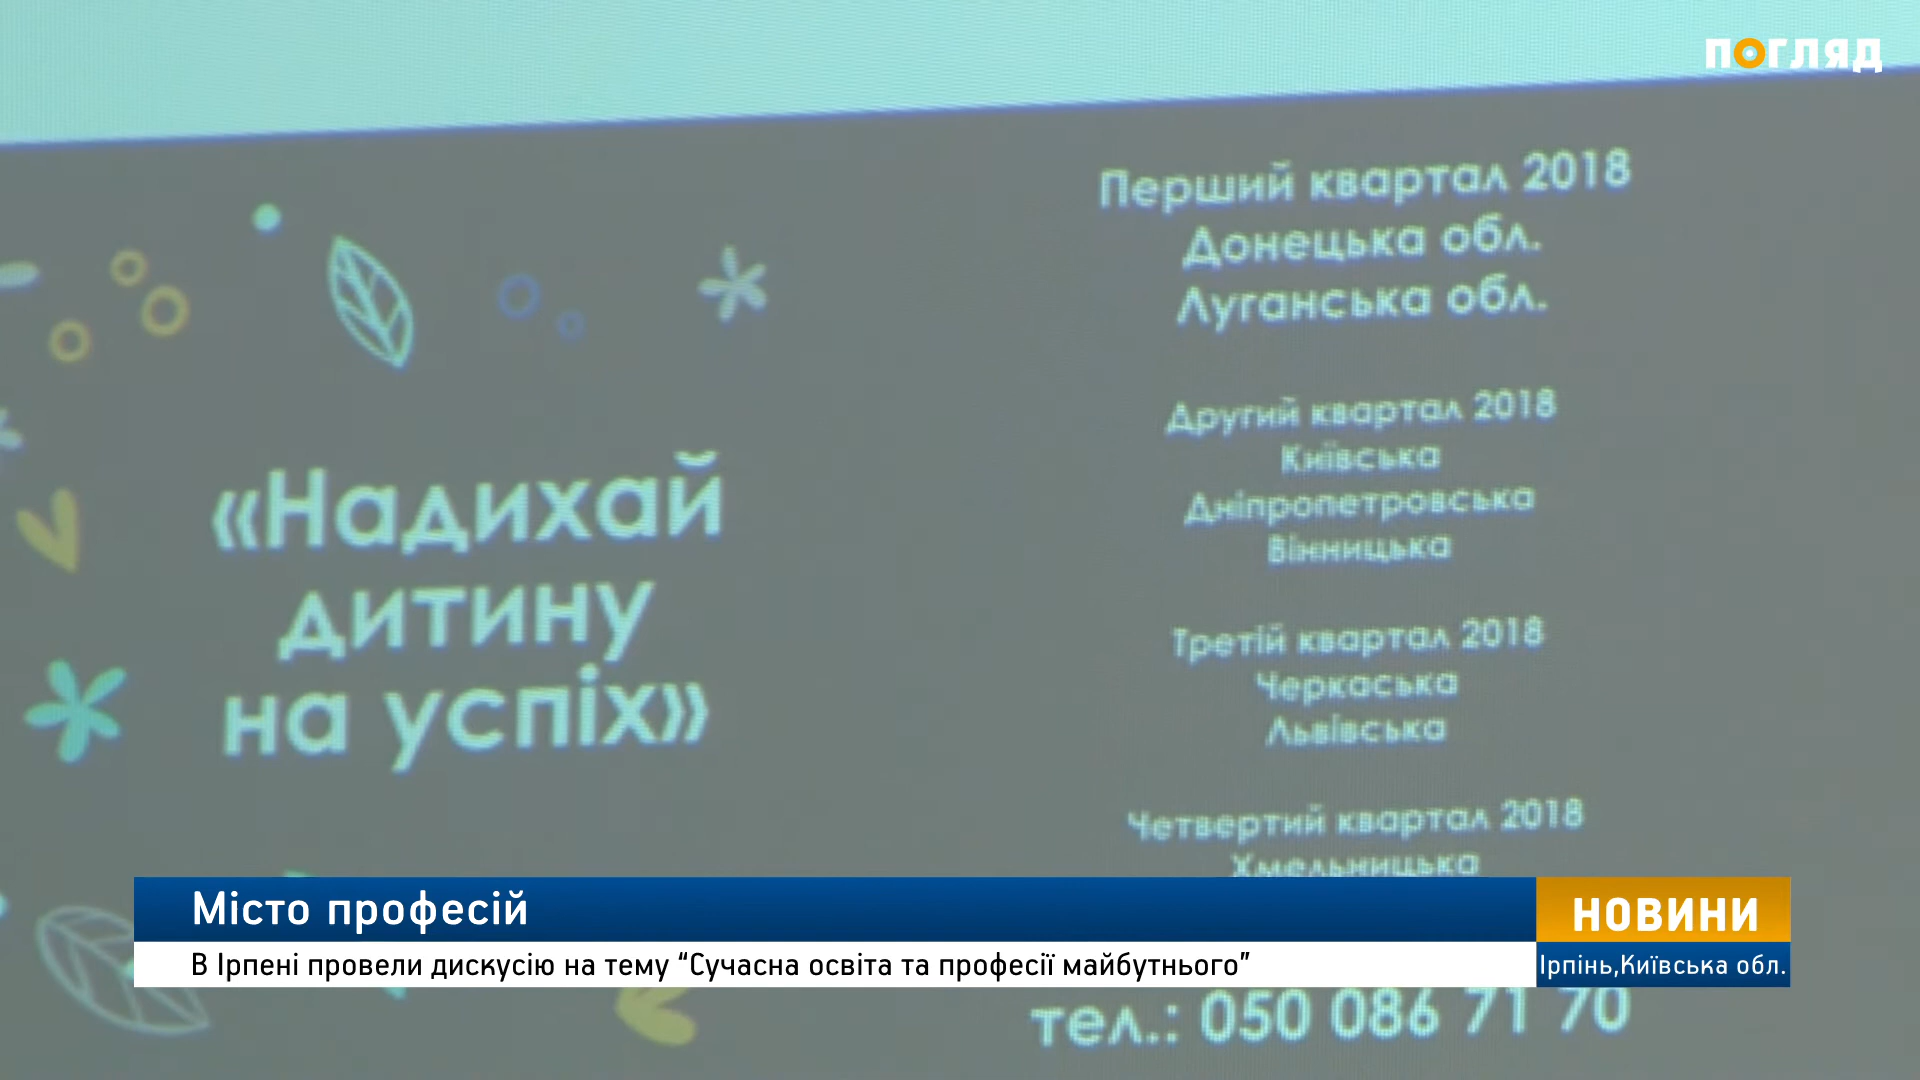 ПОГЛЯД
«Надихай
дитину
на успіх»
Перший квартал 2018
Донецька обл.
Луганська обл.
Другий квартал 2018
Київська
Дніпропетровська
Вінницька
Третій квартал 2018
Черкаська
Львівська
Четвертий квартал 2018
Хмельницька
тел.: 050 086 71 70
Місто професій
НОВИНИ
В Ірпені провели дискусію на тему “Сучасна освіта та професії майбутнього”
Ірпінь,Київська обл.